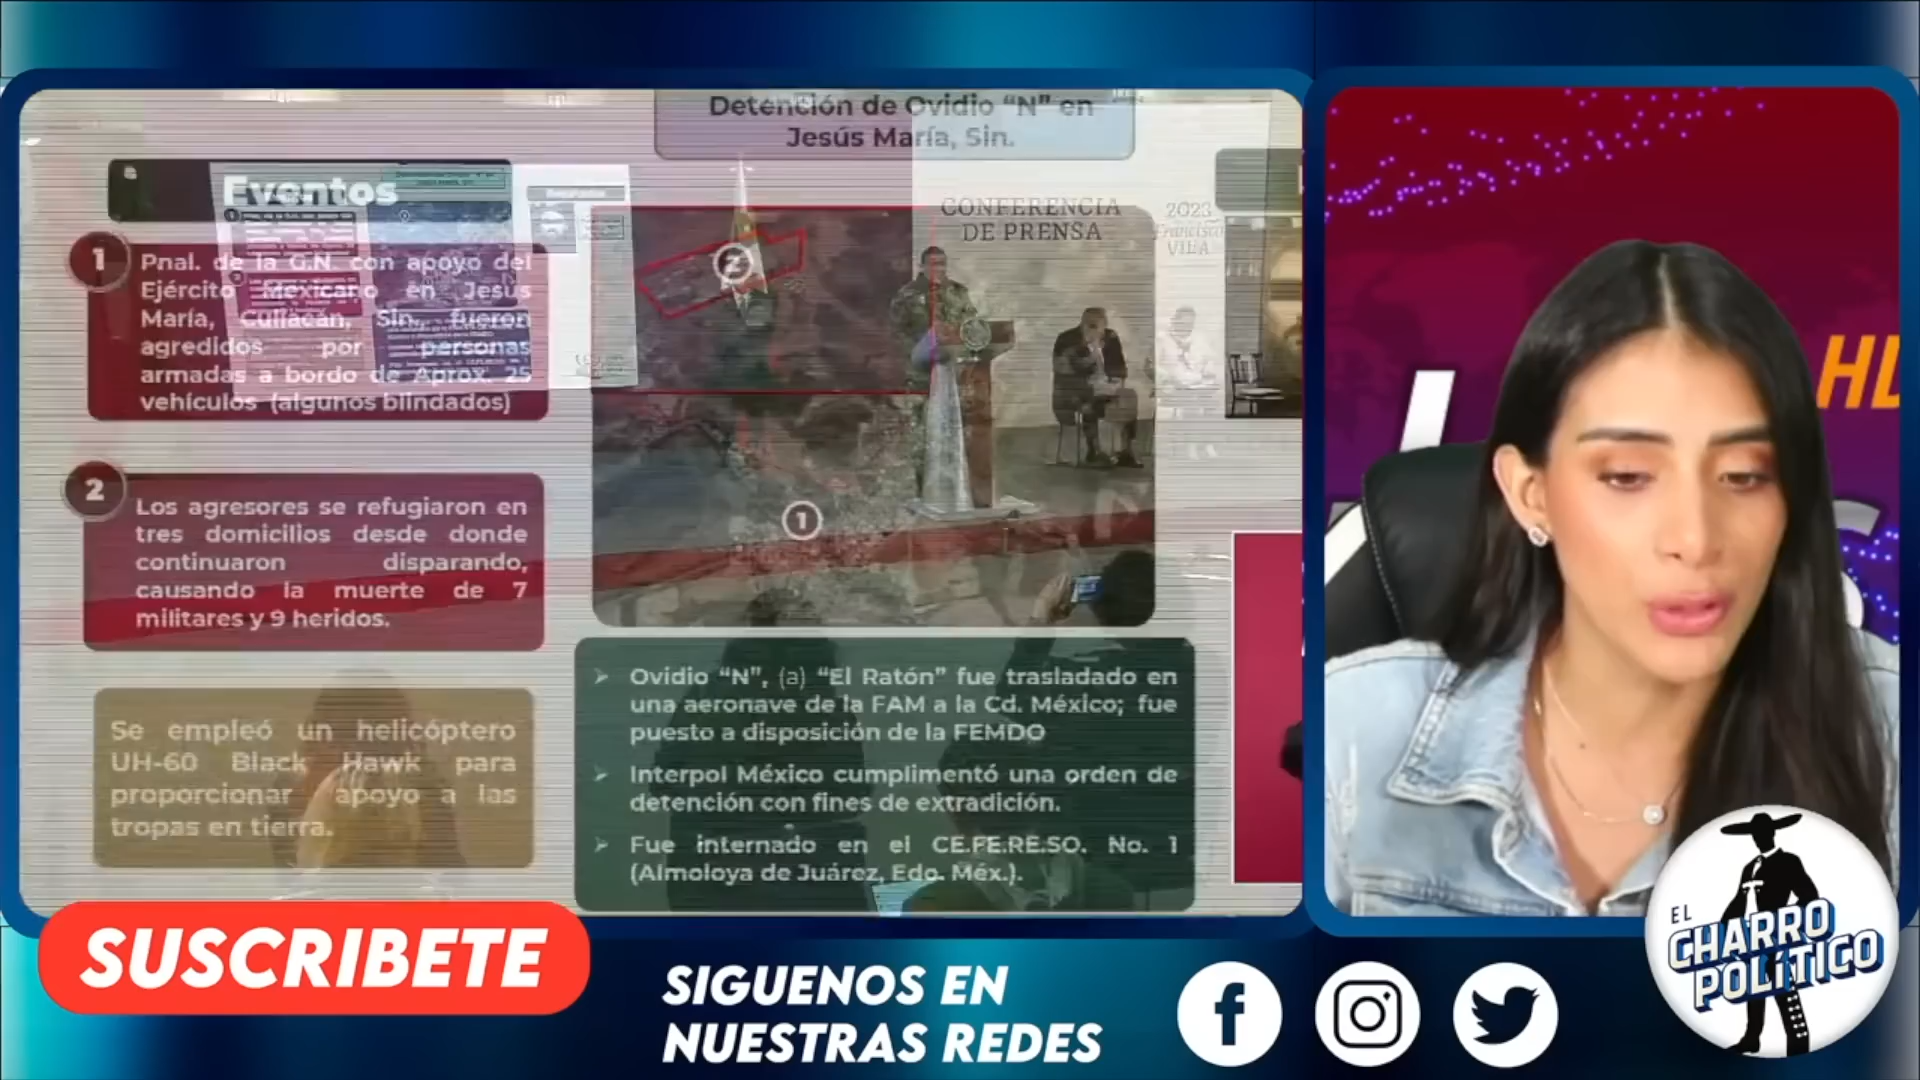 Detención de Ovidio “N” en
Jesús María, Sin.
Eventos
1
Pnal. de la G.N. con apoyo del
Ejército Mexicano en Jesús
María, Culiacán, Sin., fueron
agredidos por personas
armadas a bordo de Aprox. 25
vehículos (algunos blindados)
2
Los agresores se refugiaron en
tres domicilios desde donde
continuaron disparando,
causando la muerte de 7
militares y 9 heridos.
Se empleó un helicóptero
UH-60 Black Hawk para
proporcionar apoyo a las
tropas en tierra.
2
1
CONFERENCIA
DE PRENSA
2023
Francisco
VILLA
➢ Ovidio “N”, (a) “El Ratón” fue trasladado en
una aeronave de la FAM a la Cd. México; fue
puesto a disposición de la FEMDO
➢ Interpol México cumplimentó una orden de
detención con fines de extradición.
➢ Fue internado en el CE.FE.RE.SO. No. 1
(Almoloya de Juárez, Edo. Méx.).
SUSCRIBETE
SIGUENOS EN
NUESTRAS REDES
EL
CHARRO
POLÍTICO